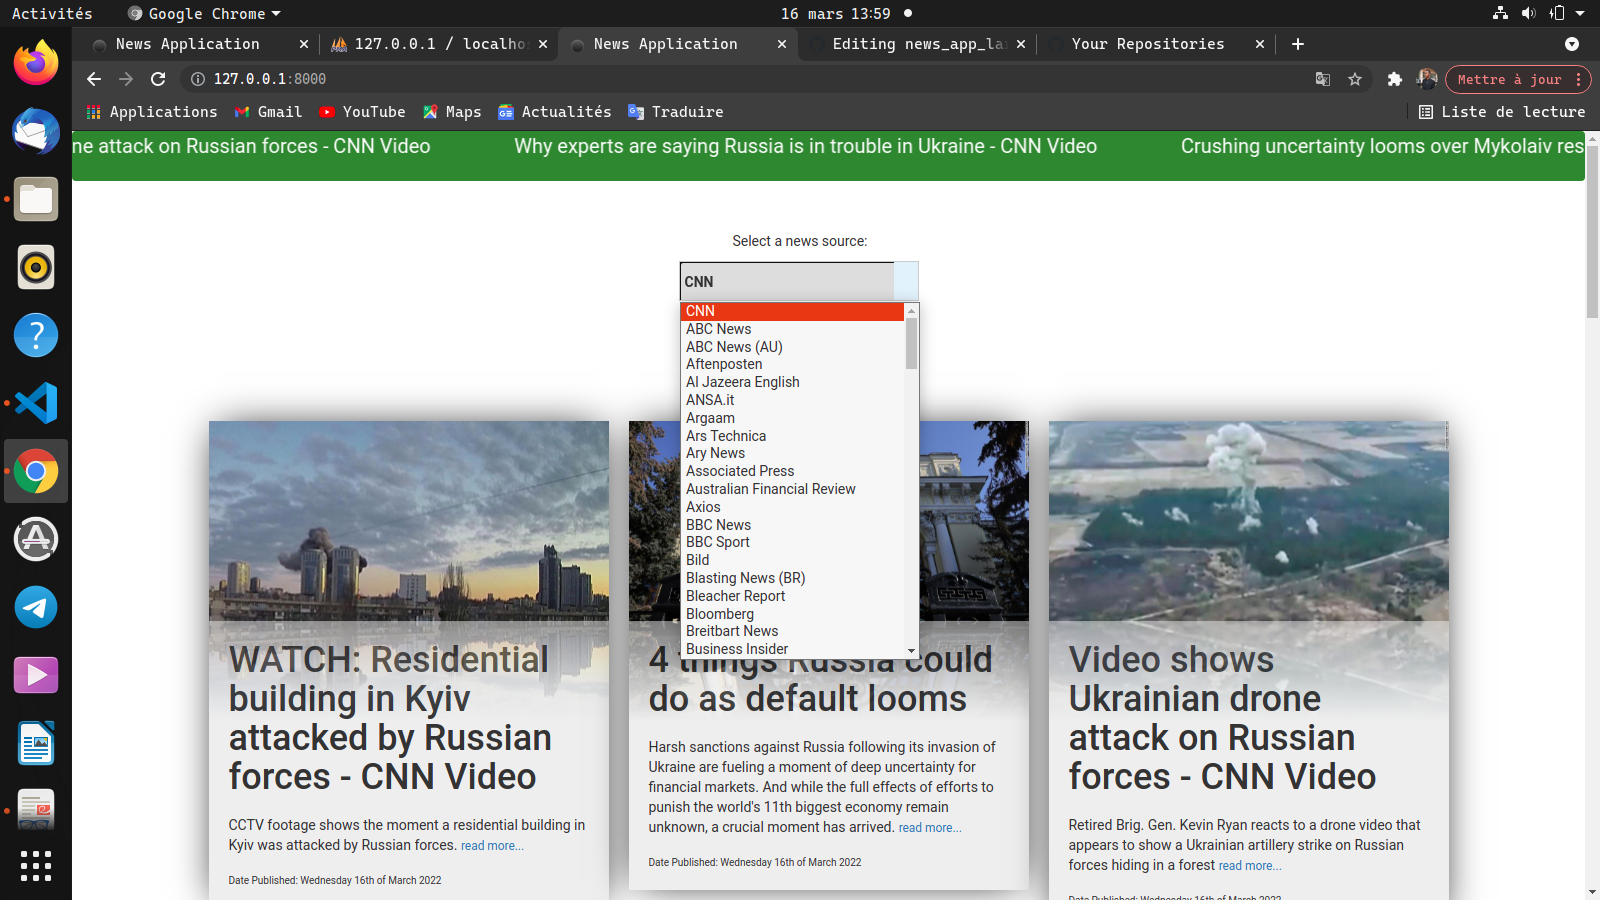 Activités
Google Chrome
16 mars 13:59
News Application
127.0.0.1 / localho
News Application
Editing news_app_la
Your Repositories
127.0.0.1:8000
Mettre à jour
Applications
Gmail
YouTube
Maps
Actualités
Traduire
Liste de lecture
ne attack on Russian forces - CNN Video
Why experts are saying Russia is in trouble in Ukraine - CNN Video
Crushing uncertainty looms over Mykolaiv res
Select a news source:
CNN
CNN
ABC News
ABC News (AU)
Aftenposten
Al Jazeera English
ANSA.it
Argaam
Ars Technica
Ary News
Associated Press
Australian Financial Review
Axios
BBC News
BBC Sport
Bild
Blasting News (BR)
Bleacher Report
Bloomberg
Breitbart News
Business Insider
WATCH: Residential
building in Kyiv
attacked by Russian
forces - CNN Video
CCTV footage shows the moment a residential building in
Kyiv was attacked by Russian forces. read more...
Date Published: Wednesday 16th of March 2022
4 things Russia could
do as default looms
Harsh sanctions against Russia following its invasion of
Ukraine are fueling a moment of deep uncertainty for
financial markets. And while the full effects of efforts to
punish the world's 11th biggest economy remain
unknown, a crucial moment has arrived. read more...
Date Published: Wednesday 16th of March 2022
Video shows
Ukrainian drone
attack on Russian
forces - CNN Video
Retired Brig. Gen. Kevin Ryan reacts to a drone video that
appears to show a Ukrainian artillery strike on Russian
forces hiding in a forest read more...
Date Published: Wednesday 16th of March 2022